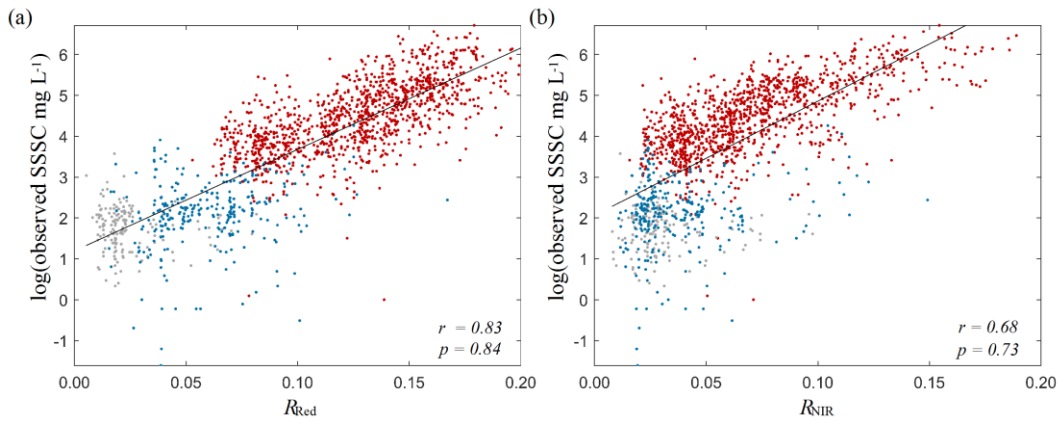 (a)
log(observed SSSC mg L-1)
6
5
4
3
2
1
0
-1
r = 0.83
p = 0.84
0.00 0.05 0.10 0.15 0.20
RRed
(b)
log(observed SSSC mg L-1)
6
5
4
3
2
1
0
-1
r = 0.68
p = 0.73
0.00 0.05 0.10 0.15 0.20
RNIR